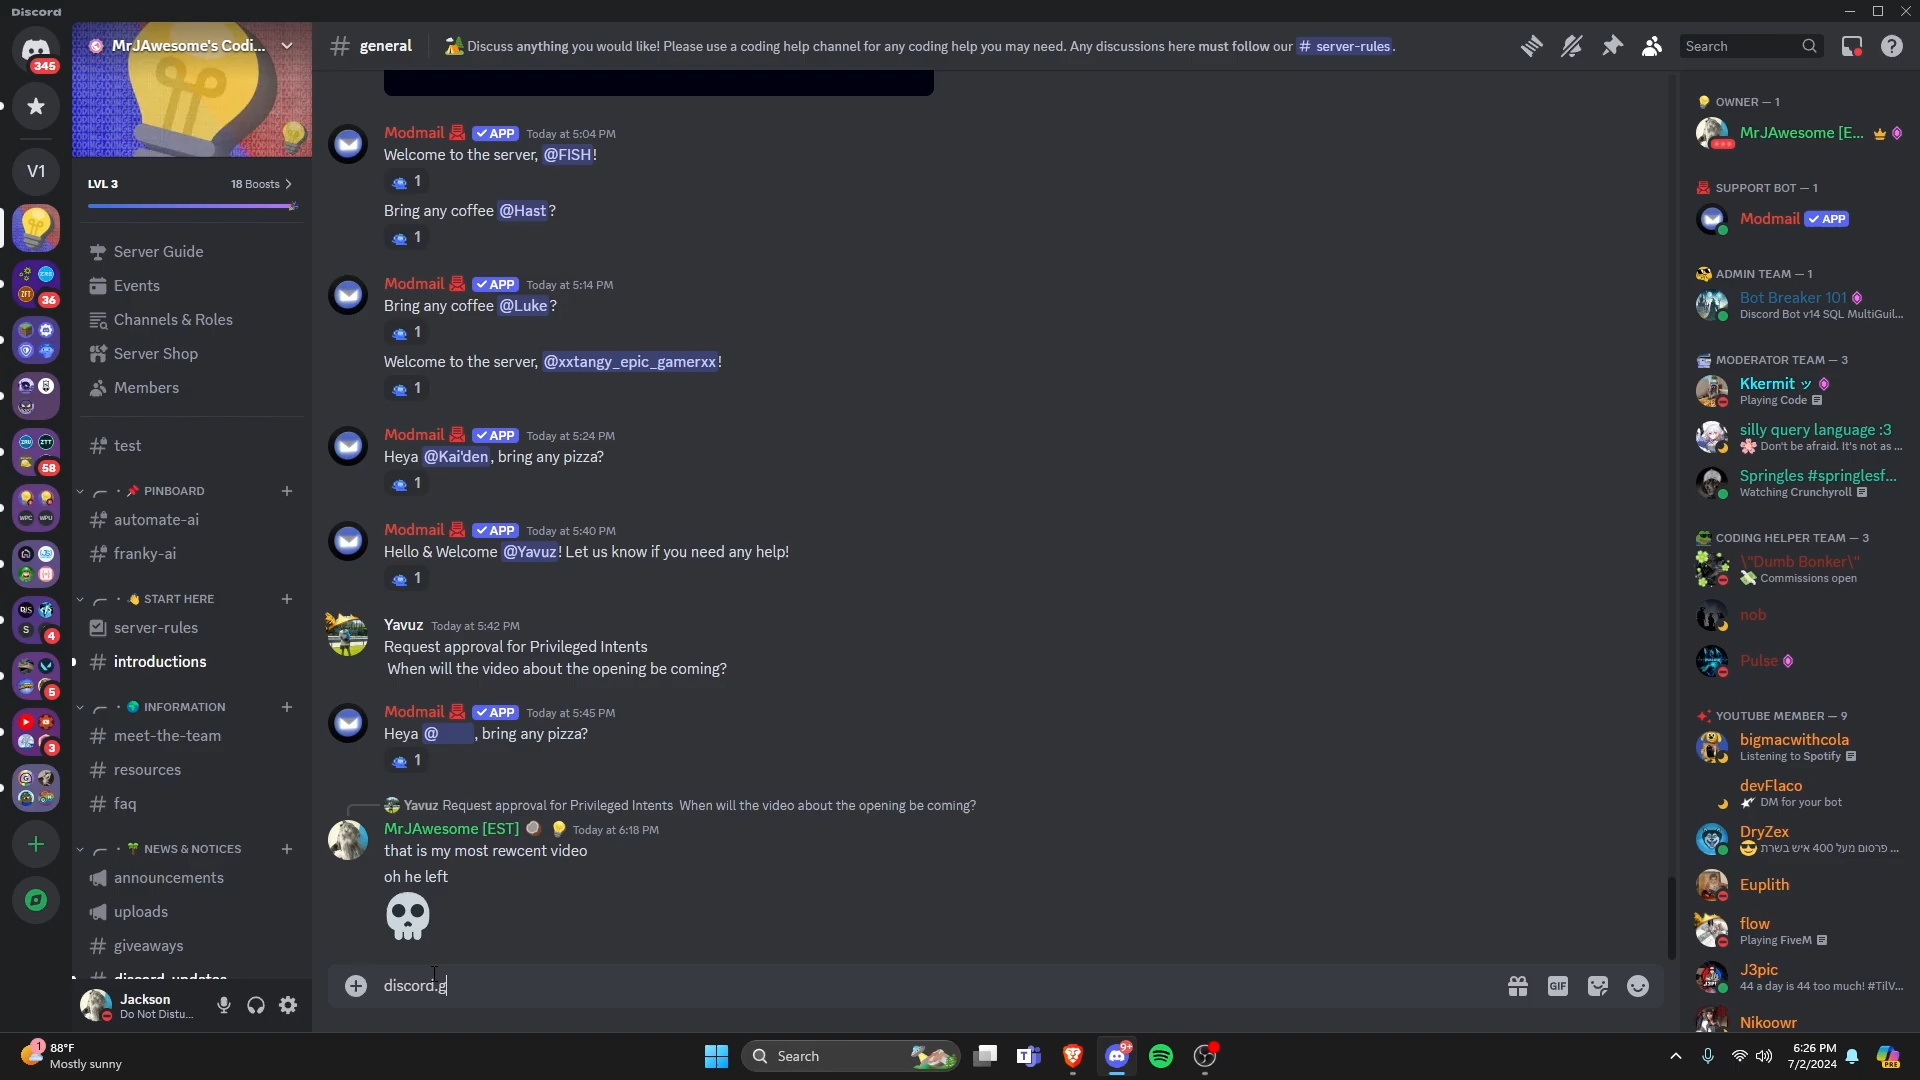 Discord
MrJAwesome's Codi...
general
Discuss anything you would like! Please use a coding help channel for any coding help you may need. Any discussions here must follow our # server-rules.
Search
345
V1
36
58
4
5
3
LVL 3
18 Boosts
Server Guide
Events
Channels & Roles
Server Shop
Members
test
PINBOARD
automate-ai
franky-ai
START HERE
server-rules
introductions
INFORMATION
meet-the-team
resources
faq
NEWS & NOTICES
announcements
uploads
giveaways
discord-updates
Jackson
Do Not Distu...
Modmail APP Today at 5:04 PM
Welcome to the server, @FISH!
1
Bring any coffee @Hast?
1
Modmail APP Today at 5:14 PM
Bring any coffee @Luke?
1
Welcome to the server, @xxtangy_epic_gamerxx!
1
Modmail APP Today at 5:24 PM
Heya @Kai'den, bring any pizza?
1
Modmail APP Today at 5:40 PM
Hello & Welcome @Yavuz! Let us know if you need any help!
1
Yavuz Today at 5:42 PM
Request approval for Privileged Intents
When will the video about the opening be coming?
Modmail APP Today at 5:45 PM
Heya @ , bring any pizza?
1
Yavuz Request approval for Privileged Intents When will the video about the opening be coming?
MrJAwesome [EST] Today at 6:18 PM
that is my most rewcent video
oh he left
discord.g
GIF
OWNER — 1
MrJAwesome [E...
SUPPORT BOT — 1
Modmail APP
ADMIN TEAM — 1
Bot Breaker 101
Discord Bot v14 SQL MultiGuil...
MODERATOR TEAM — 3
Kkermit ッ
Playing Code
silly query language :3
Don't be afraid. It's not as ...
Springles #springlesf...
Watching Crunchyroll
CODING HELPER TEAM — 3
\"Dumb Bonker\"
Commissions open
nob
Pulse
YOUTUBE MEMBER — 9
bigmacwithcola
Listening to Spotify
devFlaco
DM for your bot
DryZex
פרסום מעל 400 איש בשרת ...
Euplith
flow
Playing FiveM
J3pic
44 a day is 44 too much! #TilV...
Nikoowr
1
88°F
Mostly sunny
Search
9+
6:26 PM
7/2/2024
PRE